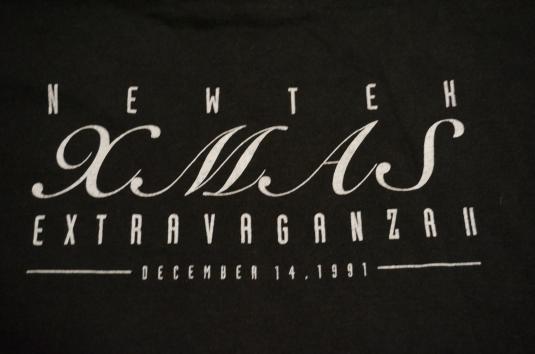 NEWTEK
XMAS
EXTRAVAGANZA II
DECEMBER 14, 1991